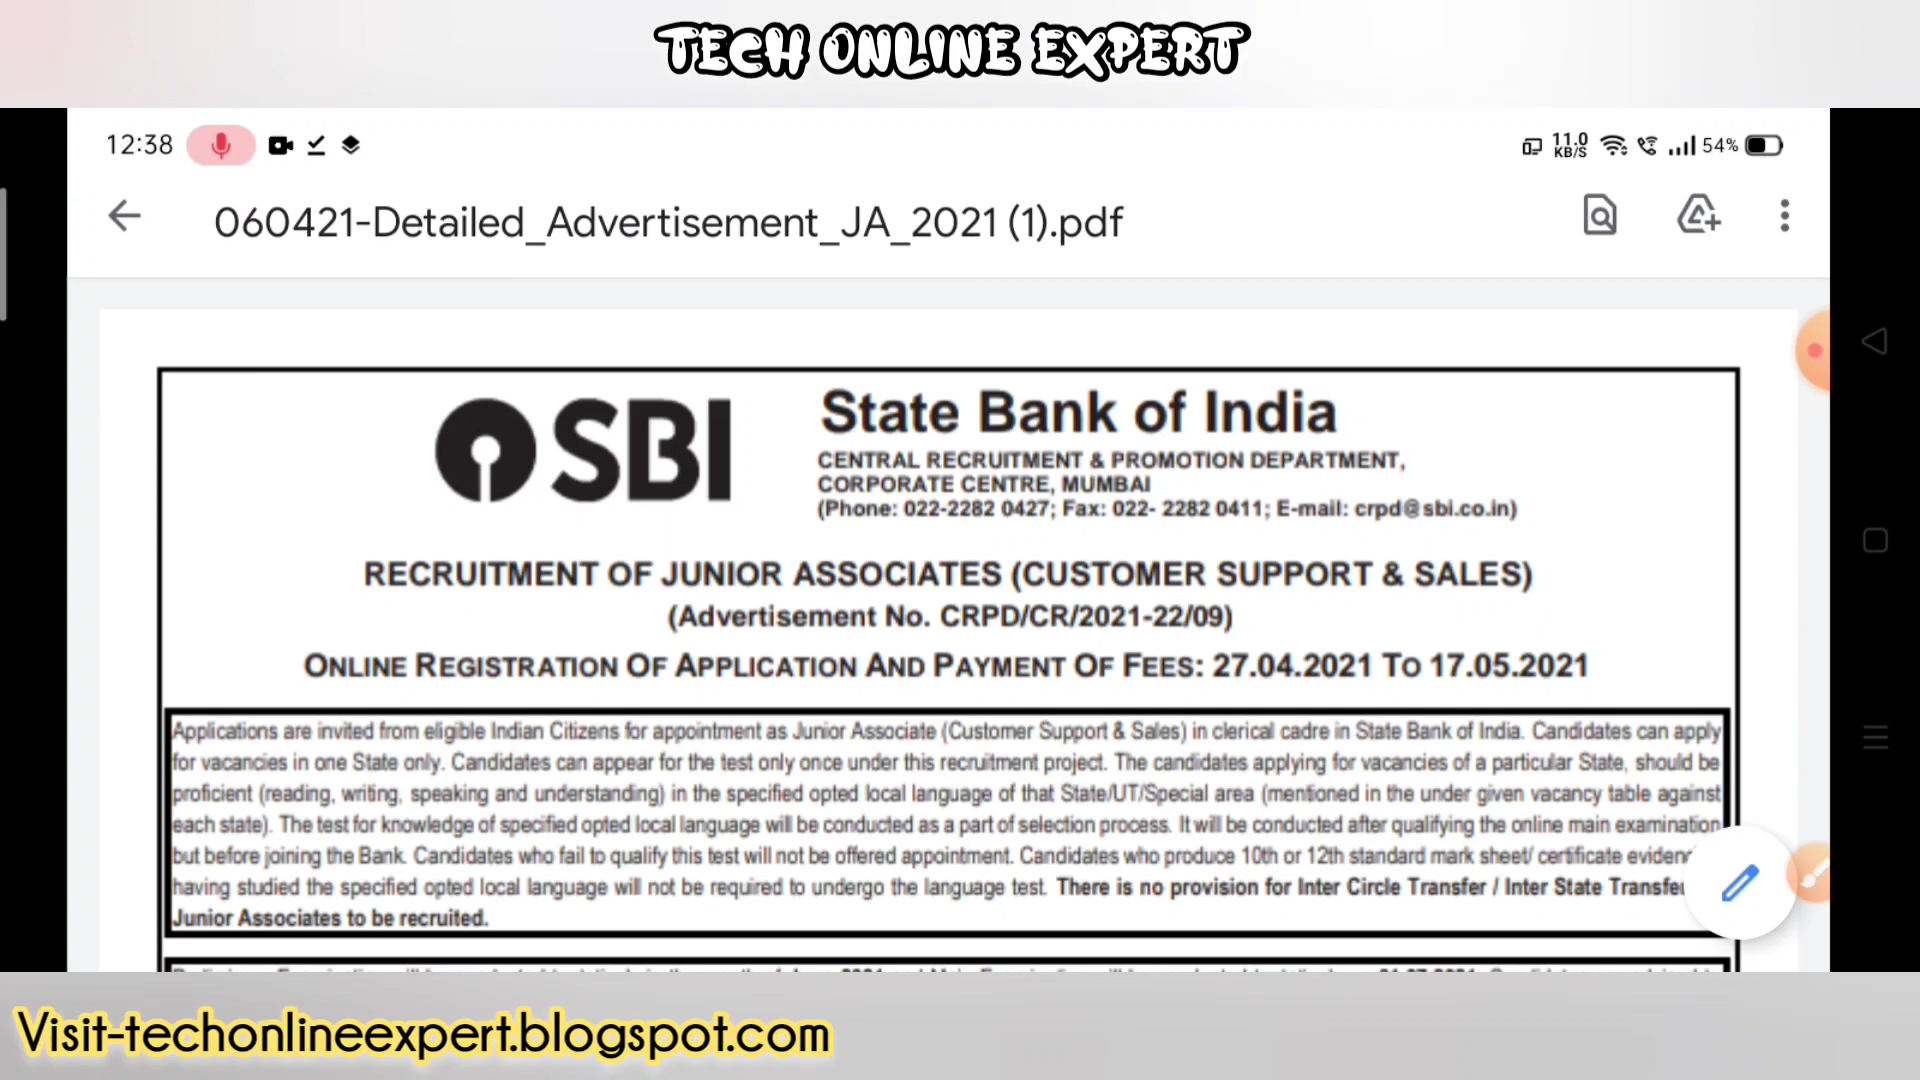 TECH ONLINE EXPERT
12:38
11.0
KB/S
54%
060421-Detailed_Advertisement_JA_2021 (1).pdf
SBI
State Bank of India
CENTRAL RECRUITMENT & PROMOTION DEPARTMENT,
CORPORATE CENTRE, MUMBAI
(Phone: 022-2282 0427; Fax: 022- 2282 0411; E-mail: crpd@sbi.co.in)
RECRUITMENT OF JUNIOR ASSOCIATES (CUSTOMER SUPPORT & SALES)
(Advertisement No. CRPD/CR/2021-22/09)
ONLINE REGISTRATION OF APPLICATION AND PAYMENT OF FEES: 27.04.2021 TO 17.05.2021
Applications are invited from eligible Indian Citizens for appointment as Junior Associate (Customer Support & Sales) in clerical cadre in State Bank of India. Candidates can apply
for vacancies in one State only. Candidates can appear for the test only once under this recruitment project. The candidates applying for vacancies of a particular State, should be
proficient (reading, writing, speaking and understanding) in the specified opted local language of that State/UT/Special area (mentioned in the under given vacancy table against
each state). The test for knowledge of specified opted local language will be conducted as a part of selection process. It will be conducted after qualifying the online main examination
but before joining the Bank. Candidates who fail to qualify this test will not be offered appointment. Candidates who produce 10th or 12th standard mark sheet/ certificate
having studied the specified opted local language will not be required to undergo the language test. There is no provision for Inter Circle Transfer / Inter State
Junior Associates to be recruited.
Visit-techonlineexpert.blogspot.com